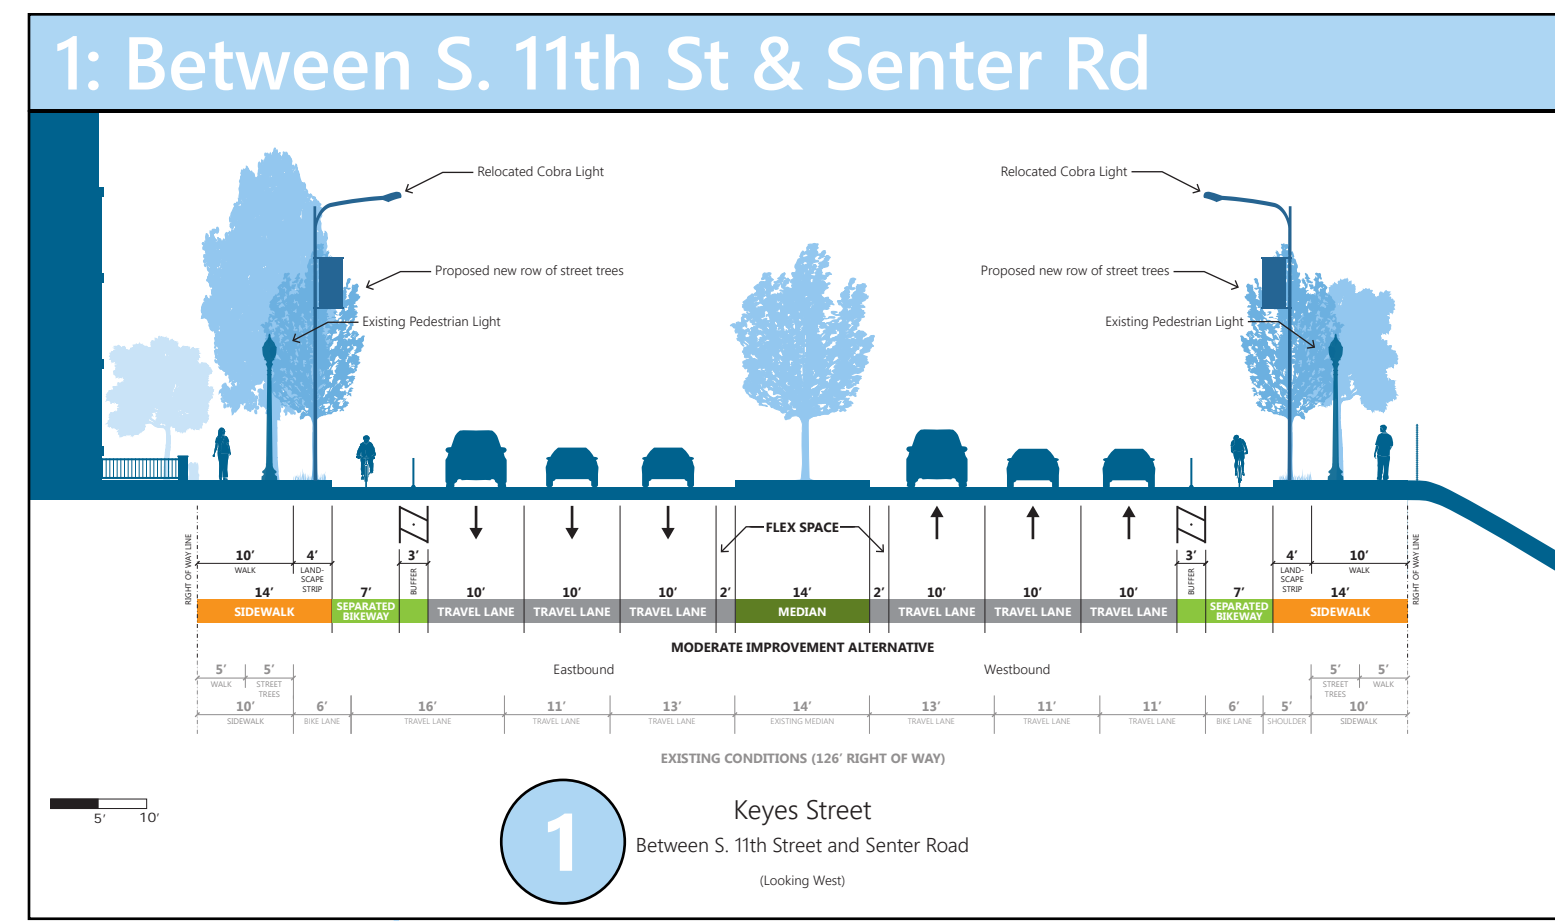 1: Between S. 11th St & Senter Rd
Relocated Cobra Light
Relocated Cobra Light
Proposed new row of street trees
Proposed new row of street trees
Existing Pedestrian Light
Existing Pedestrian Light
FLEX SPACE
RIGHT OF WAY LINE
10′ 4′ 3′ 3′ 4′ 10′
WALK LAND-SCAPE STRIP BUFFER BUFFER LAND-SCAPE STRIP WALK
RIGHT OF WAY LINE
14′ 7′ 10′ 10′ 10′ 2′ 14′ 2′ 10′ 10′ 10′ 7′ 14′
SIDEWALK SEPARATED BIKEWAY TRAVEL LANE TRAVEL LANE TRAVEL LANE MEDIAN TRAVEL LANE TRAVEL LANE TRAVEL LANE SEPARATED BIKEWAY SIDEWALK
MODERATE IMPROVEMENT ALTERNATIVE
5′ 5′ Eastbound Westbound 5′ 5′
WALK STREET TREES STREET TREES WALK
10′ 6′ 16′ 11′ 13′ 14′ 13′ 11′ 11′ 6′ 5′ 10′
SIDEWALK BIKE LANE TRAVEL LANE TRAVEL LANE TRAVEL LANE EXISTING MEDIAN TRAVEL LANE TRAVEL LANE TRAVEL LANE BIKE LANE SHOULDER SIDEWALK
EXISTING CONDITIONS (126′ RIGHT OF WAY)
5′ 10′
1
Keyes Street
Between S. 11th Street and Senter Road
(Looking West)